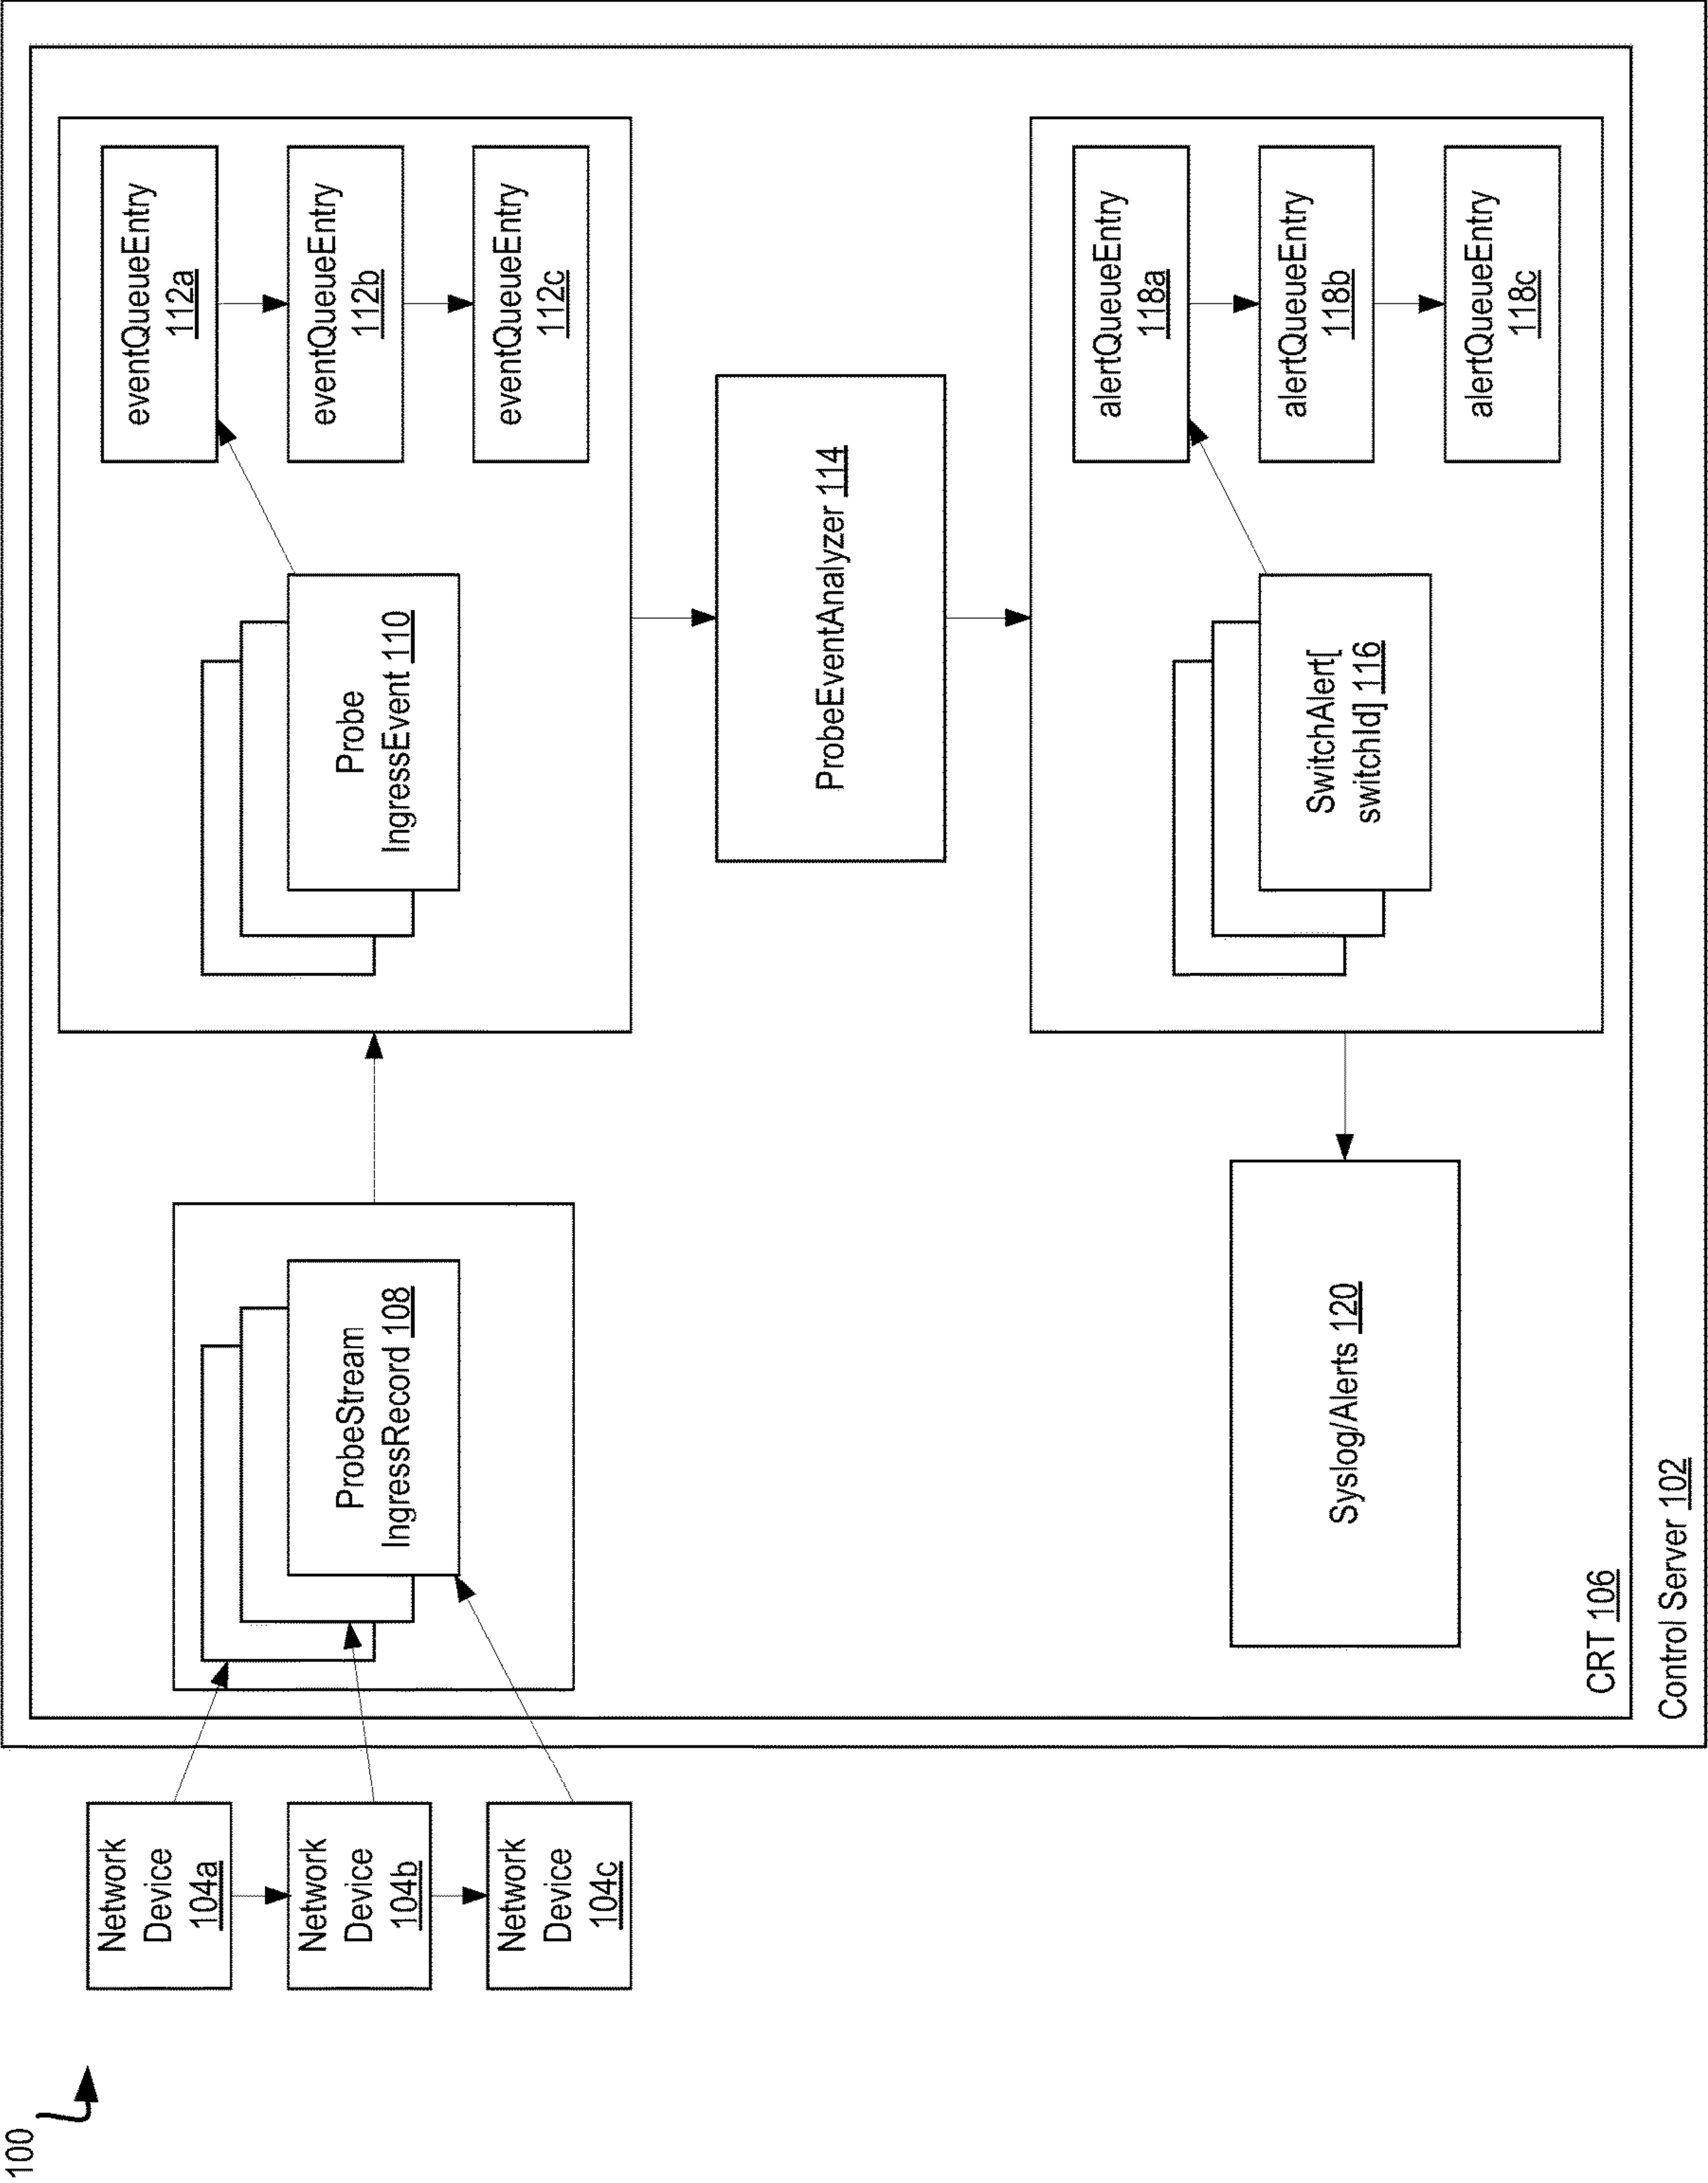 100
Network
Device
104a
Network
Device
104b
Network
Device
104c
ProbeStream
IngressRecord 108
Probe
IngressEvent 110
eventQueueEntry
112a
eventQueueEntry
112b
eventQueueEntry
112c
ProbeEventAnalyzer 114
SwitchAlert[
switchId] 116
alertQueueEntry
118a
alertQueueEntry
118b
alertQueueEntry
118c
Syslog/Alerts 120
CRT 106
Control Server 102